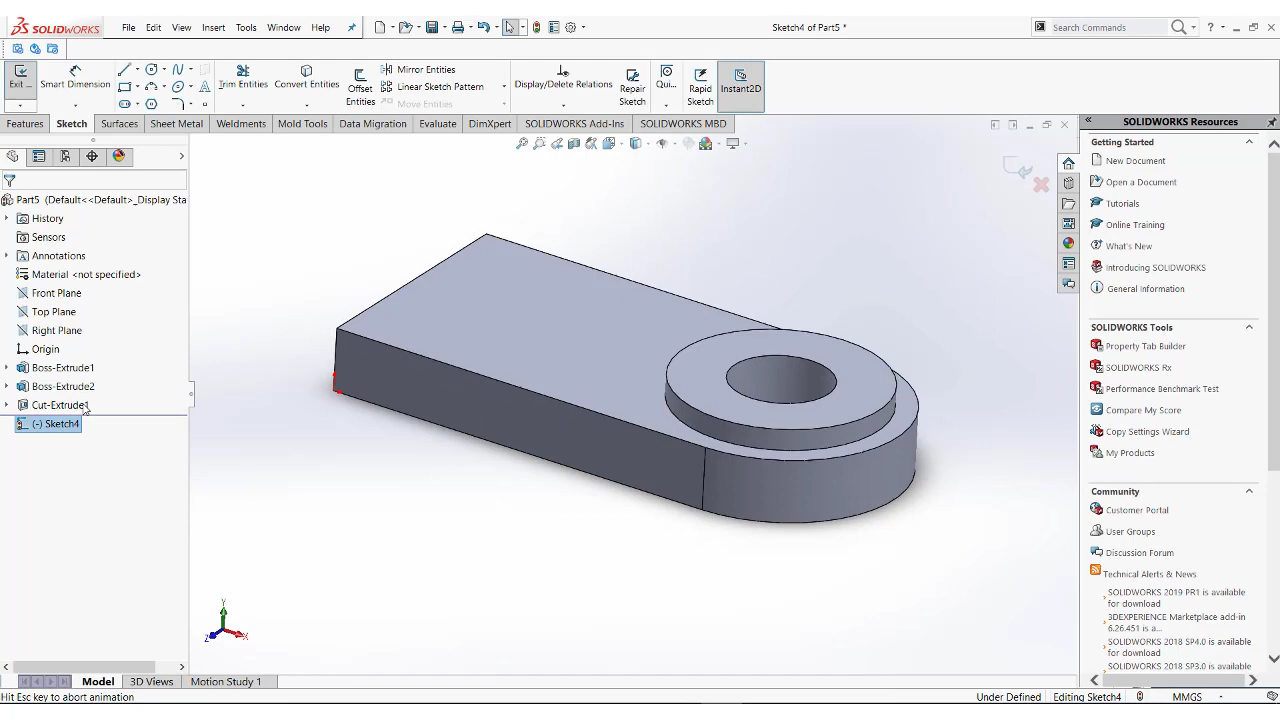 SOLIDWORKS File Edit View Insert Tools Window Help Sketch4 of Part5 * Search Commands ?
Exit ... Smart Dimension Trim Entities Convert Entities Offset Entities Mirror Entities Linear Sketch Pattern Move Entities Display/Delete Relations Repair Sketch Qui... Rapid Sketch Instant2D
Features Sketch Surfaces Sheet Metal Weldments Mold Tools Data Migration Evaluate DimXpert SOLIDWORKS Add-Ins SOLIDWORKS MBD
Part5 (Default<<Default>_Display Sta
History
Sensors
Annotations
Material <not specified>
Front Plane
Top Plane
Right Plane
Origin
Boss-Extrude1
Boss-Extrude2
Cut-Extrude1
(-) Sketch4
Y
Z
X
SOLIDWORKS Resources
Getting Started
New Document
Open a Document
Tutorials
Online Training
What's New
Introducing SOLIDWORKS
General Information
SOLIDWORKS Tools
Property Tab Builder
SOLIDWORKS Rx
Performance Benchmark Test
Compare My Score
Copy Settings Wizard
My Products
Community
Customer Portal
User Groups
Discussion Forum
Technical Alerts & News
SOLIDWORKS 2019 PR1 is available
for download
3DEXPERIENCE Marketplace add-in
6.26.451 is a...
SOLIDWORKS 2018 SP4.0 is available
for download
SOLIDWORKS 2018 SP3.0 is available
Model 3D Views Motion Study 1
Hit Esc key to abort animation Under Defined Editing Sketch4 MMGS